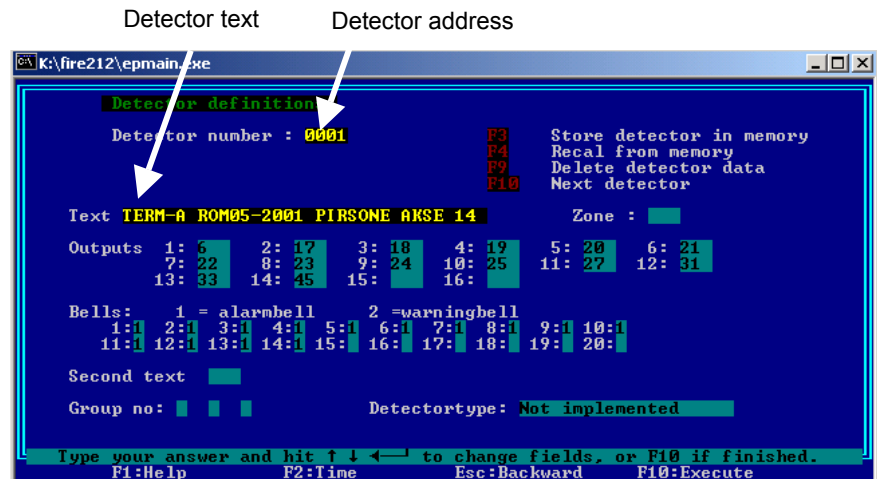 Detector text Detector address
K:\fire212\epmain.exe
Detector definition
Detector number : 0001
F3 Store detector in memory
F4 Recal from memory
F9 Delete detector data
F10 Next detector
Text TERM-A ROM05-2001 PIRSONE AKSE 14 Zone :
Outputs 1: 6 2: 17 3: 18 4: 19 5: 20 6: 21
7: 22 8: 23 9: 24 10: 25 11: 27 12: 31
13: 33 14: 45 15: 16:
Bells: 1 = alarmbell 2 =warningbell
1:1 2:1 3:1 4:1 5:1 6:1 7:1 8:1 9:1 10:1
11:1 12:1 13:1 14:1 15: 16: 17: 18: 19: 20:
Second text
Group no: Detectortype: Not implemented
Type your answer and hit ↑ ↓ ←┘ to change fields, or F10 if finished.
F1:Help F2:Time Esc:Backward F10:Execute